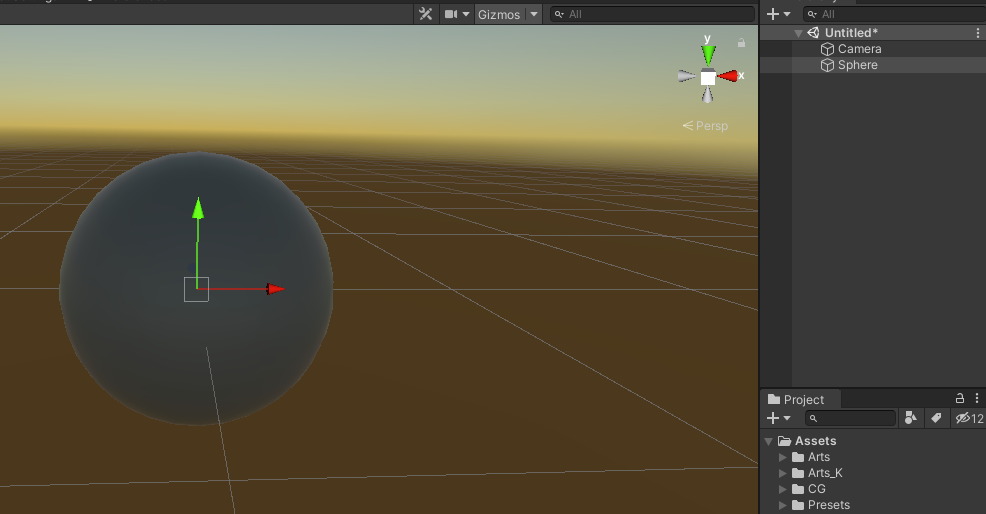 Gizmos
All
All
y
x
Persp
Untitled*
Camera
Sphere
Project
12
Assets
Arts
Arts_K
CG
Presets